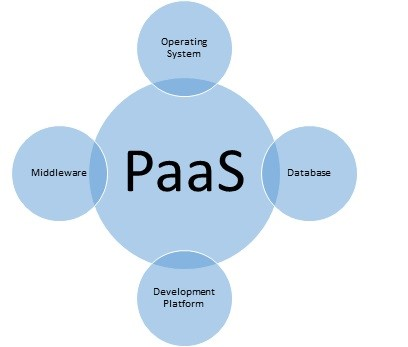 Operating
System
Middleware
PaaS
Database
Development
Platform